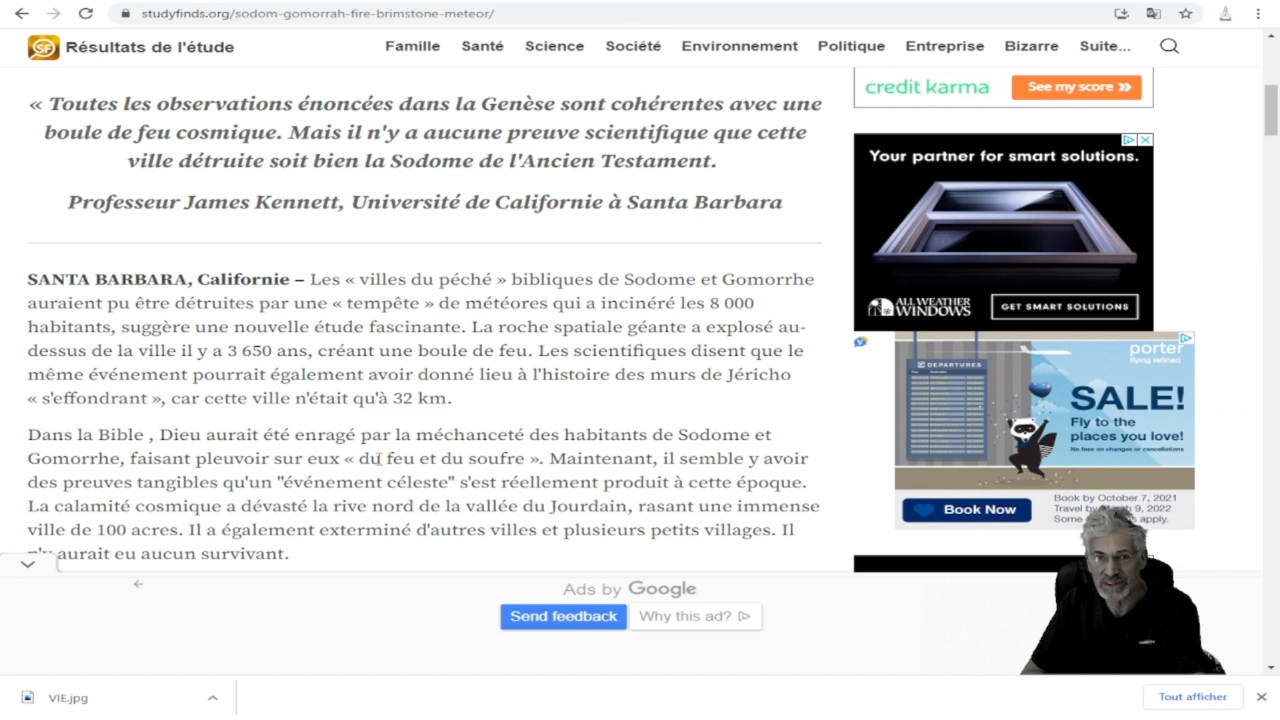 studyfinds.org/sodom-gomorrah-fire-brimstone-meteor/
SF Résultats de l'étude
Famille Santé Science Société Environnement Politique Entreprise Bizarre Suite...
« Toutes les observations énoncées dans la Genèse sont cohérentes avec une
boule de feu cosmique. Mais il n'y a aucune preuve scientifique que cette
ville détruite soit bien la Sodome de l'Ancien Testament.
Professeur James Kennett, Université de Californie à Santa Barbara
SANTA BARBARA, Californie – Les « villes du péché » bibliques de Sodome et Gomorrhe
auraient pu être détruites par une « tempête » de météores qui a incinéré les 8 000
habitants, suggère une nouvelle étude fascinante. La roche spatiale géante a explosé au-
dessus de la ville il y a 3 650 ans, créant une boule de feu. Les scientifiques disent que le
même événement pourrait également avoir donné lieu à l'histoire des murs de Jéricho
« s'effondrant », car cette ville n'était qu'à 32 km.
Dans la Bible , Dieu aurait été enragé par la méchanceté des habitants de Sodome et
Gomorrhe, faisant pleuvoir sur eux « du feu et du soufre ». Maintenant, il semble y avoir
des preuves tangibles qu'un "événement céleste" s'est réellement produit à cette époque.
La calamité cosmique a dévasté la rive nord de la vallée du Jourdain, rasant une immense
ville de 100 acres. Il a également exterminé d'autres villes et plusieurs petits villages. Il
n'y aurait eu aucun survivant.
credit karma See my score
Your partner for smart solutions.
ALL WEATHER
WINDOWS
GET SMART SOLUTIONS
porter
flying refined
DEPARTURES
SALE!
Fly to the
places you love!
No fees on changes or cancellations
Book Now
Book by October 7, 2021
Travel by 9, 2022
Some apply.
Ads by Google
Send feedback Why this ad?
VIE.jpg
Tout afficher